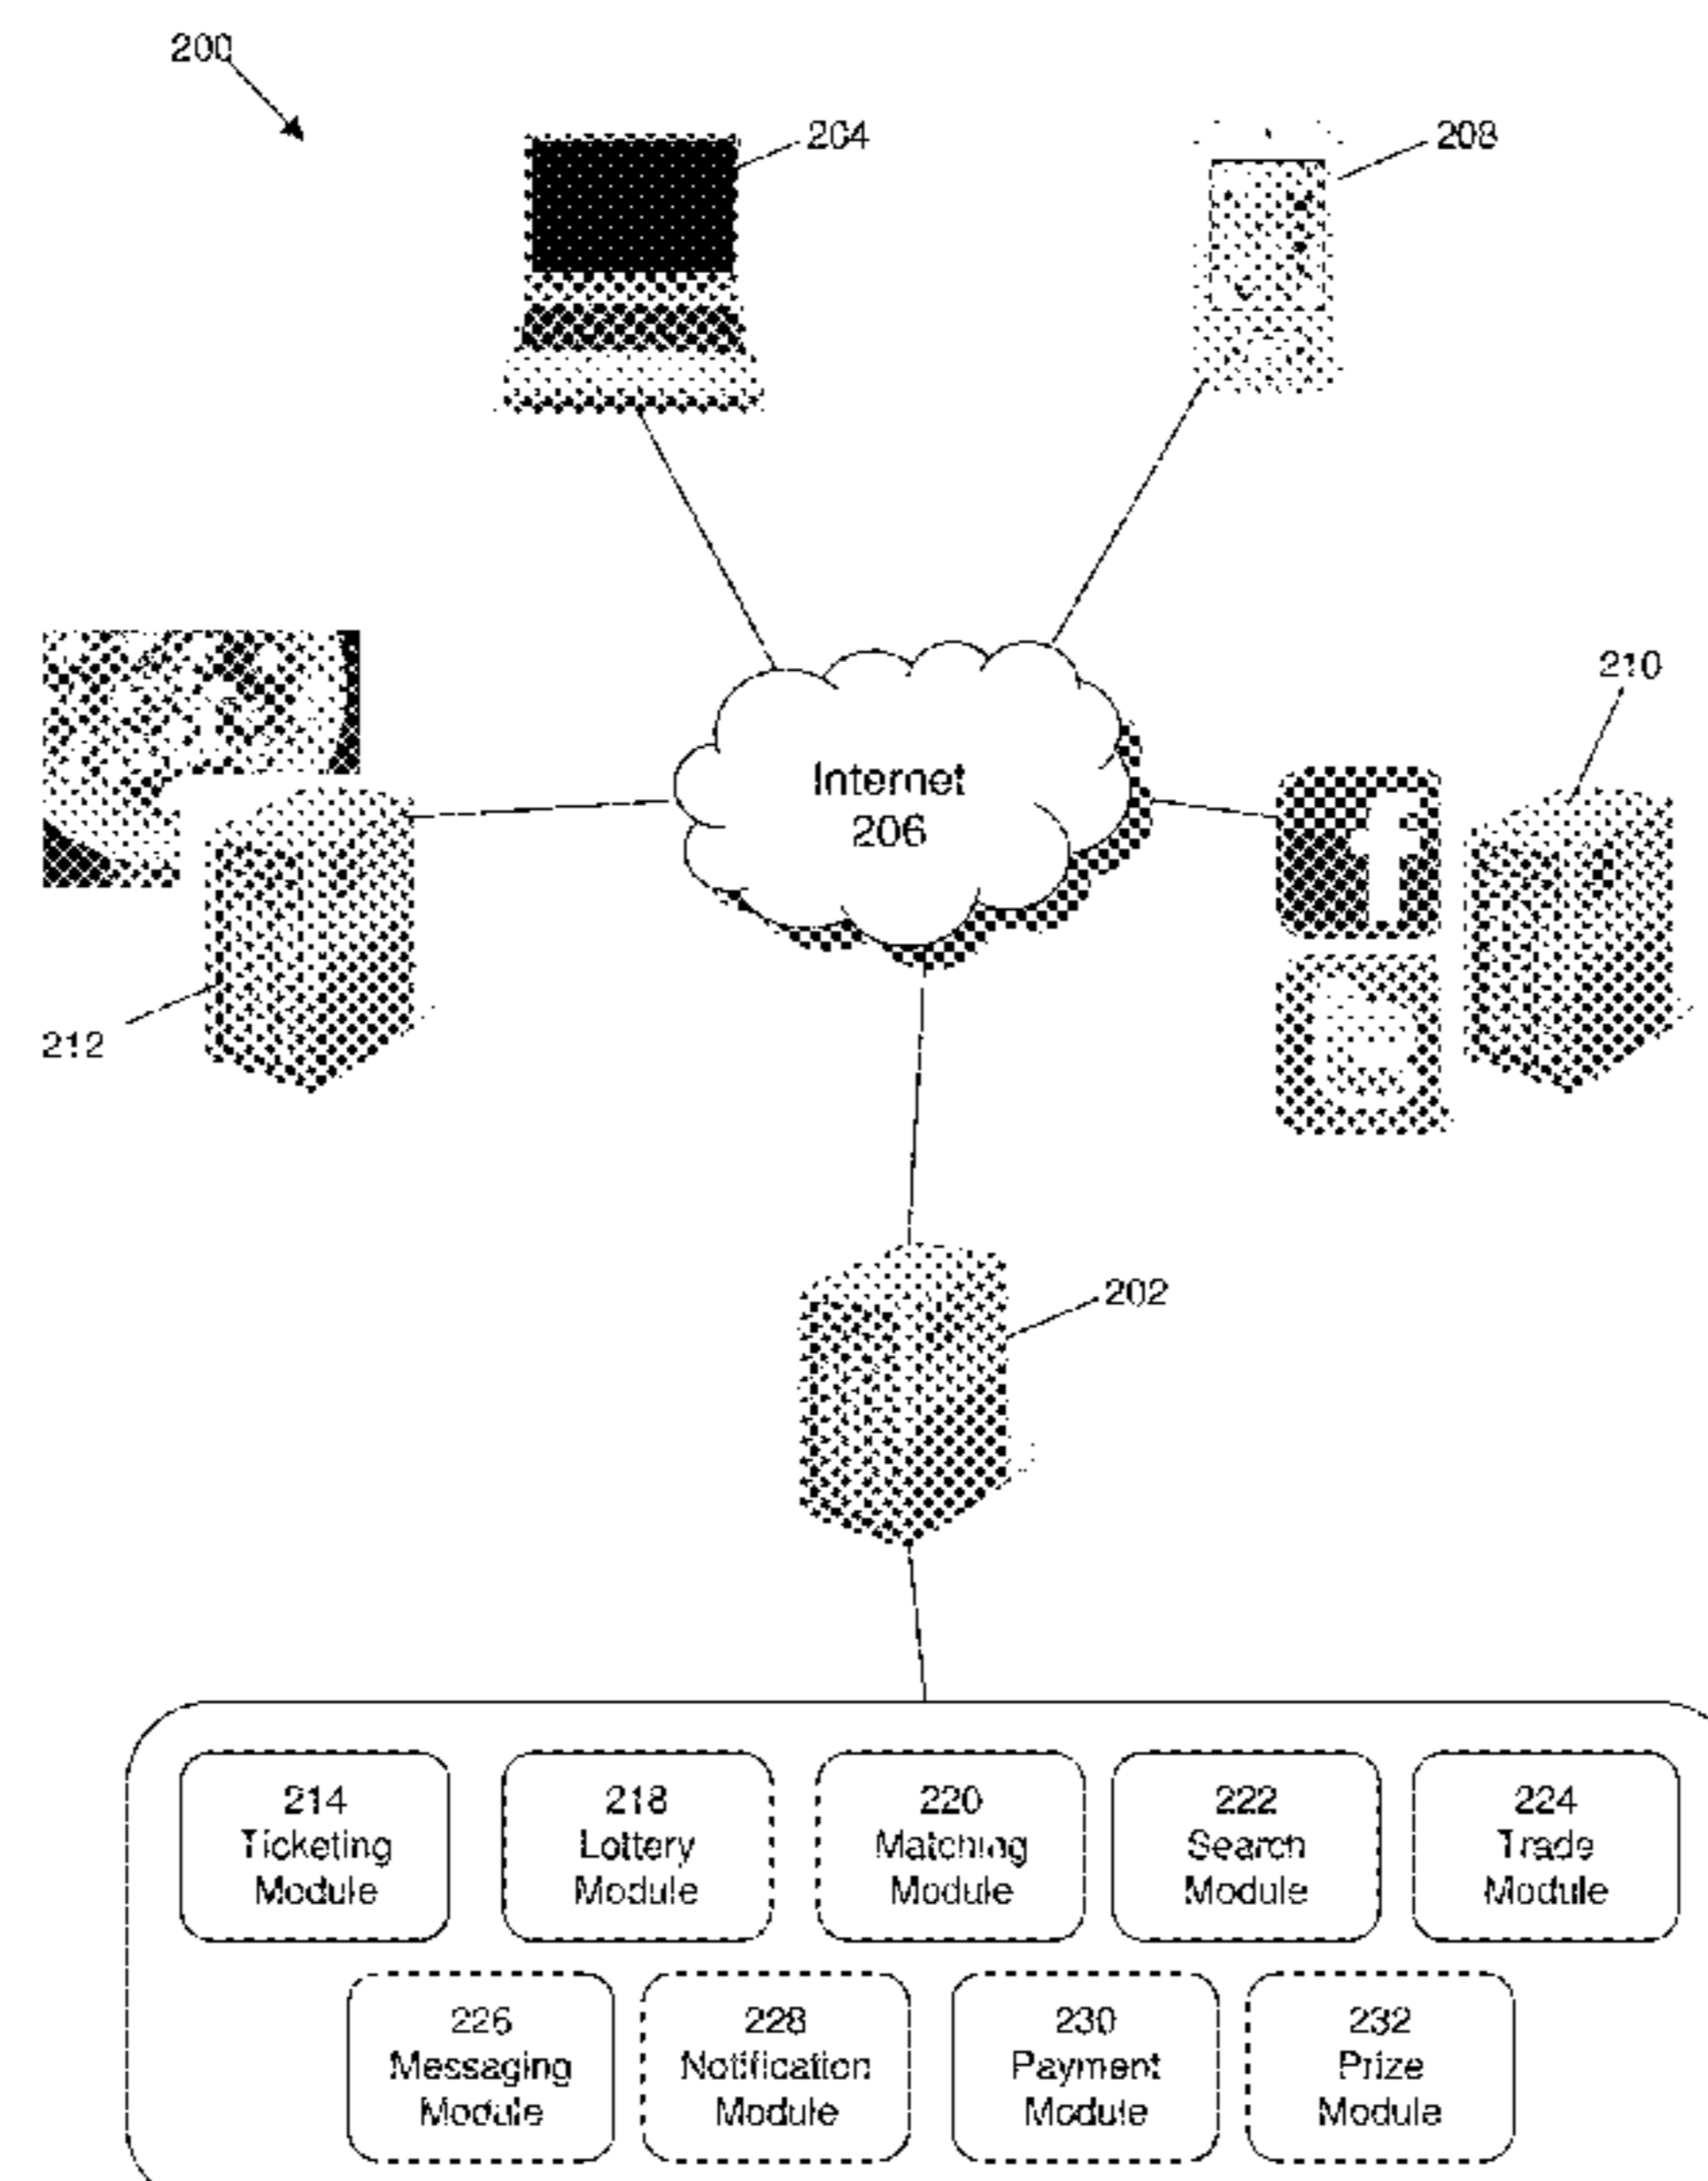 200
204
208
210
Internet
206
212
202
214
Ticketing
Module
218
Lottery
Module
220
Matching
Module
222
Search
Module
224
Trade
Module
226
Messaging
Module
228
Notification
Module
230
Payment
Module
232
Prize
Module